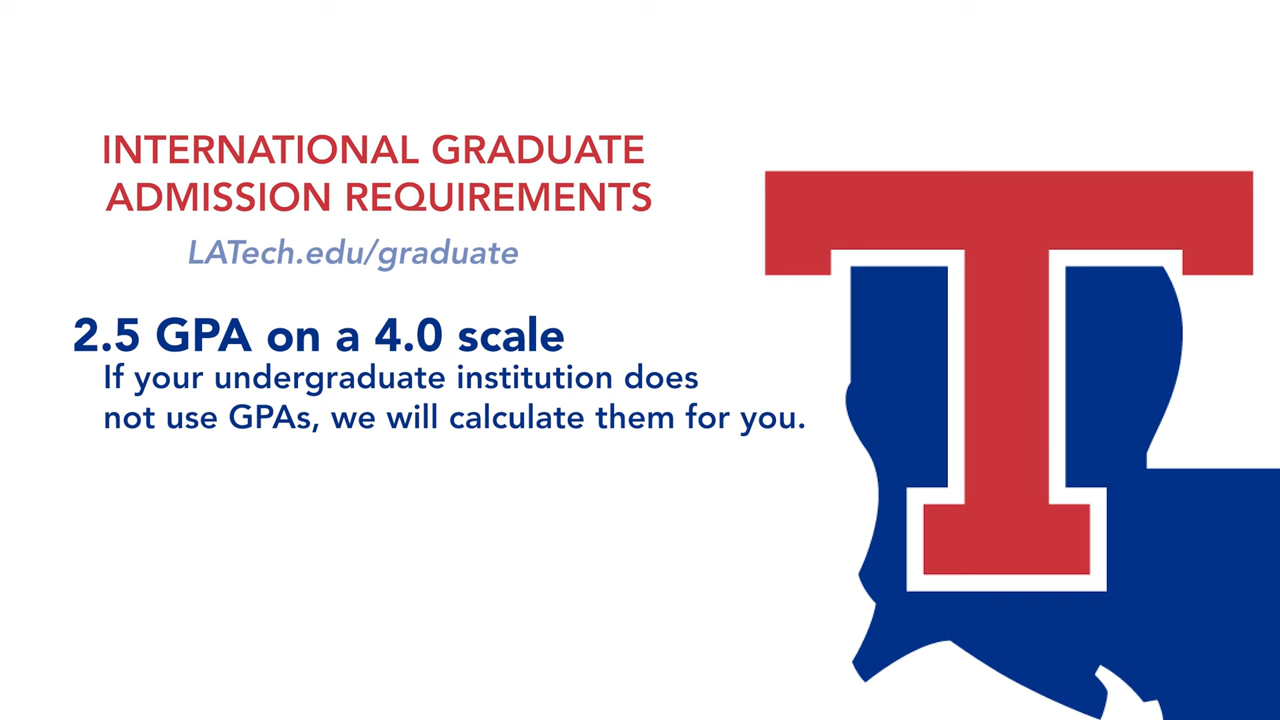 INTERNATIONAL GRADUATE
ADMISSION REQUIREMENTS
LATech.edu/graduate
2.5 GPA on a 4.0 scale
If your undergraduate institution does
not use GPAs, we will calculate them for you.
T